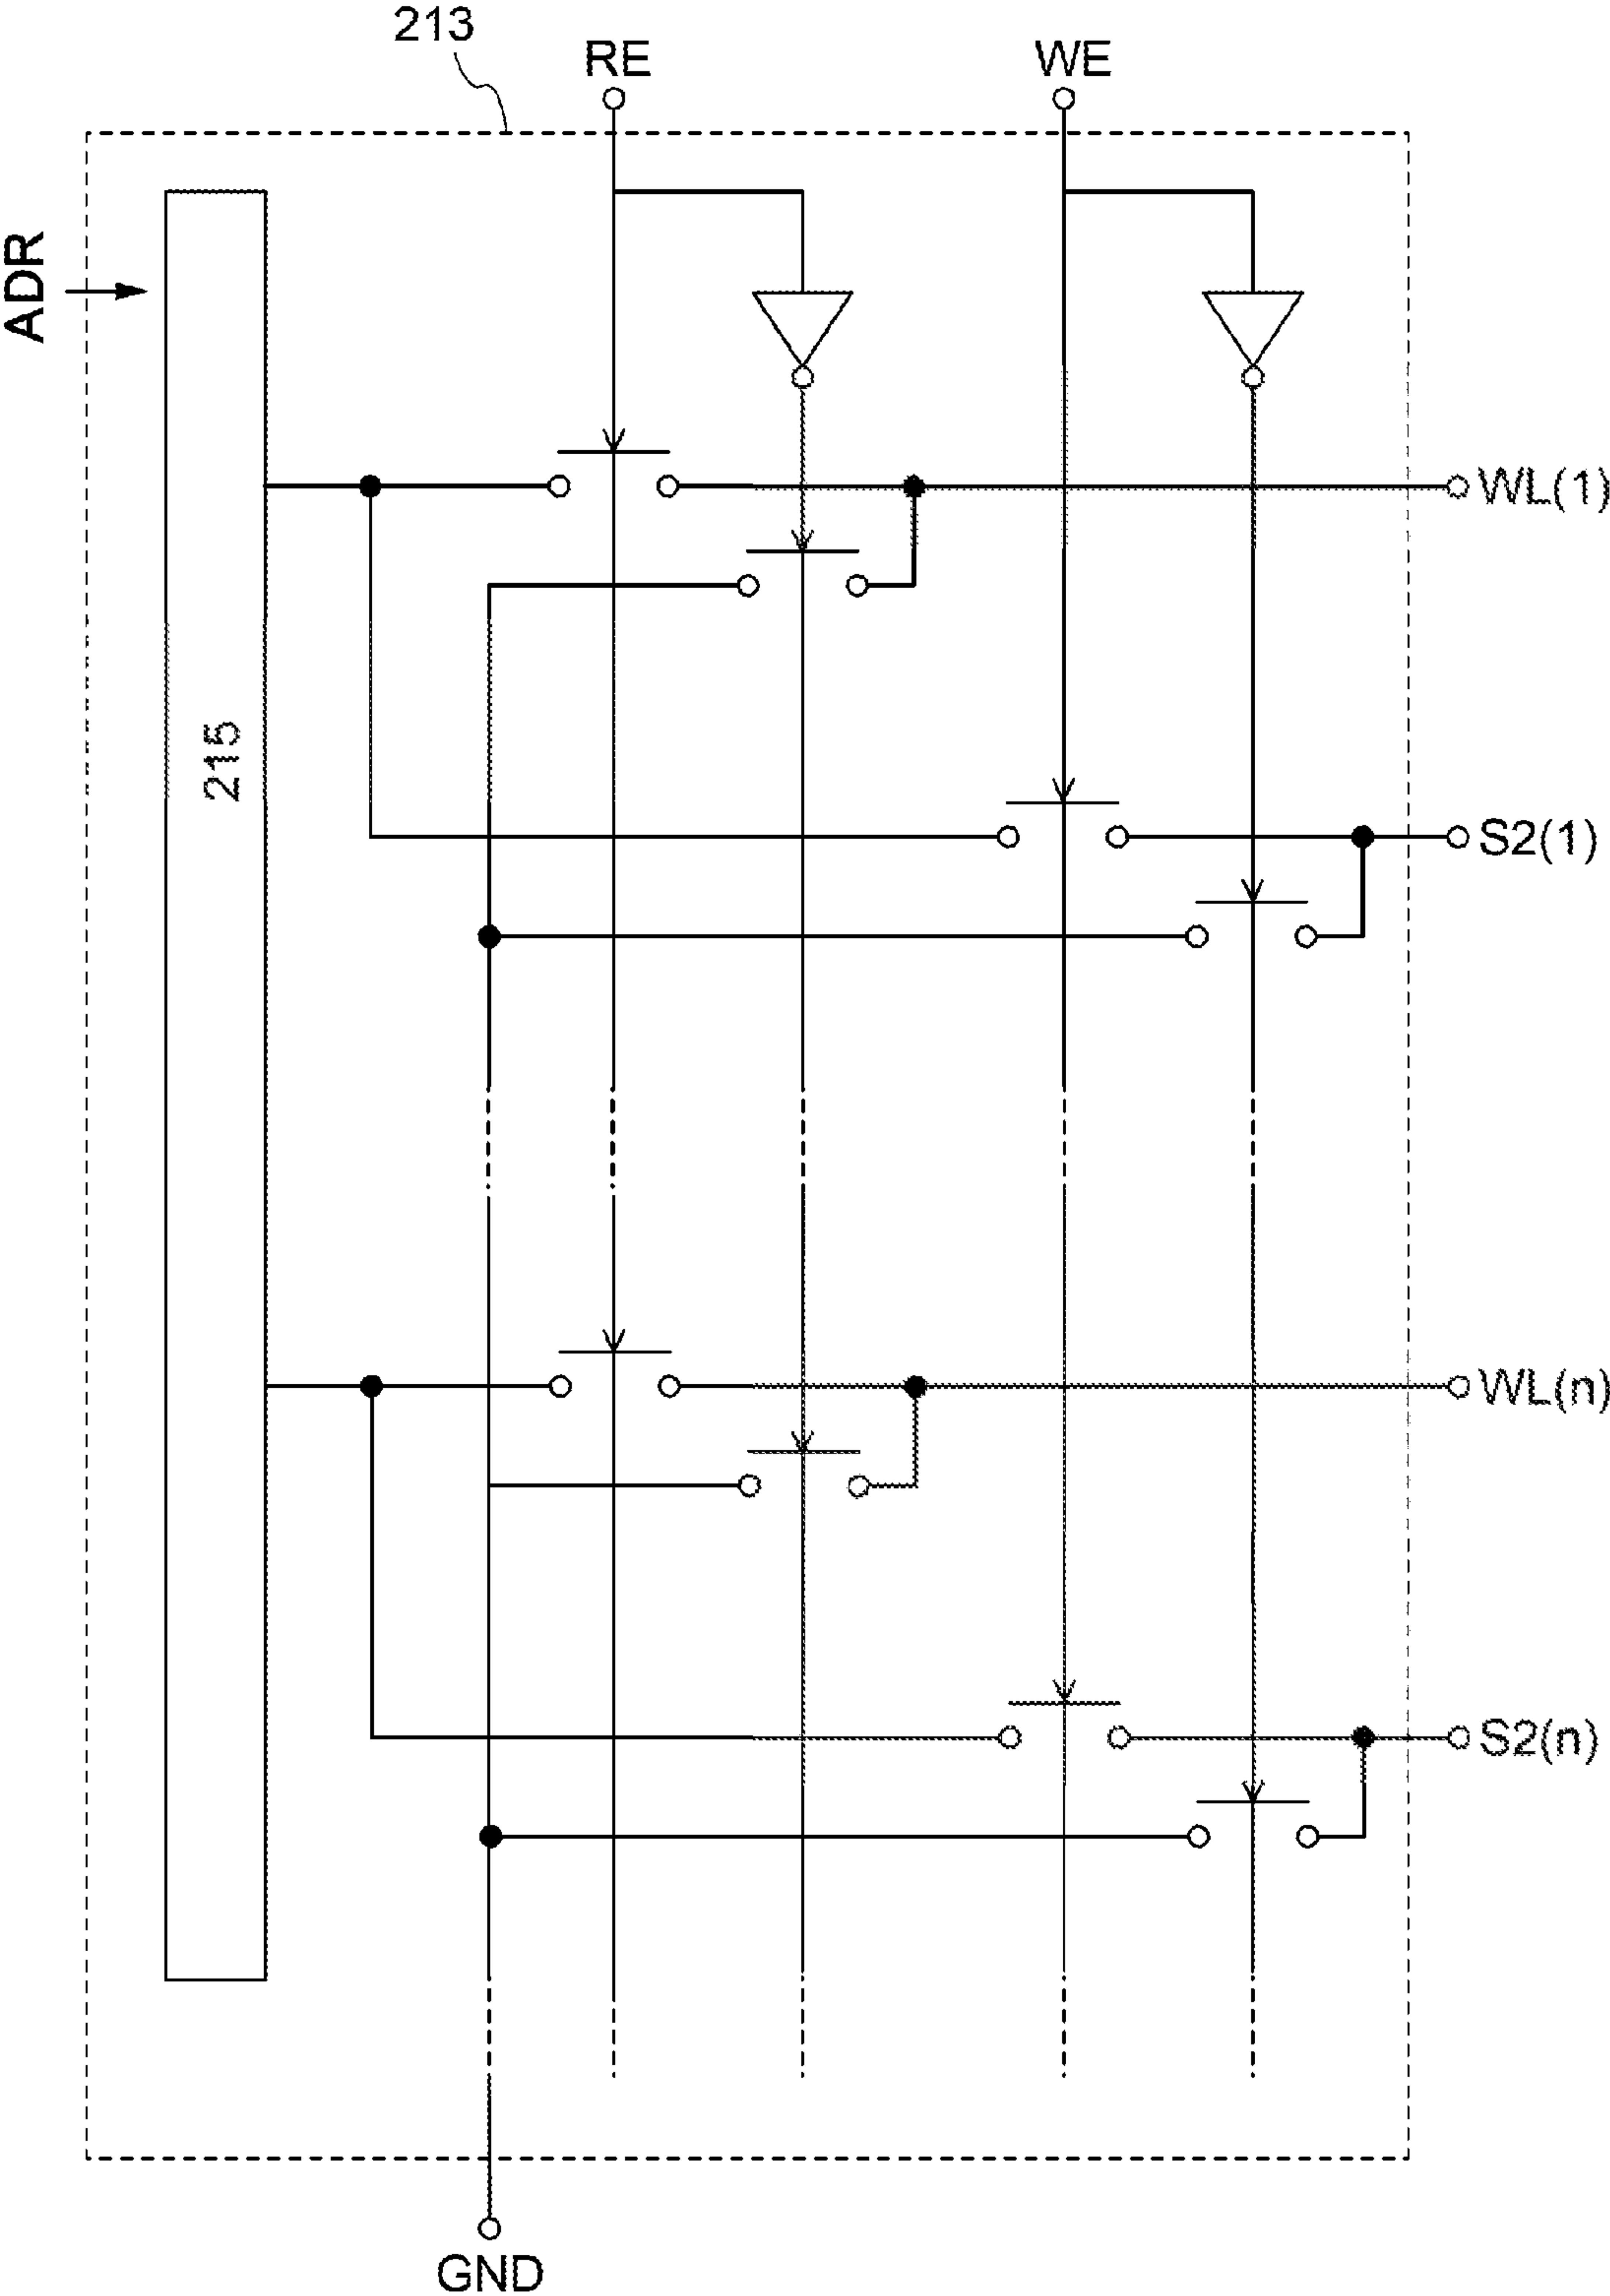 213
RE
WE
ADR
WL(1)
215
S2(1)
WL(n)
S2(n)
GND